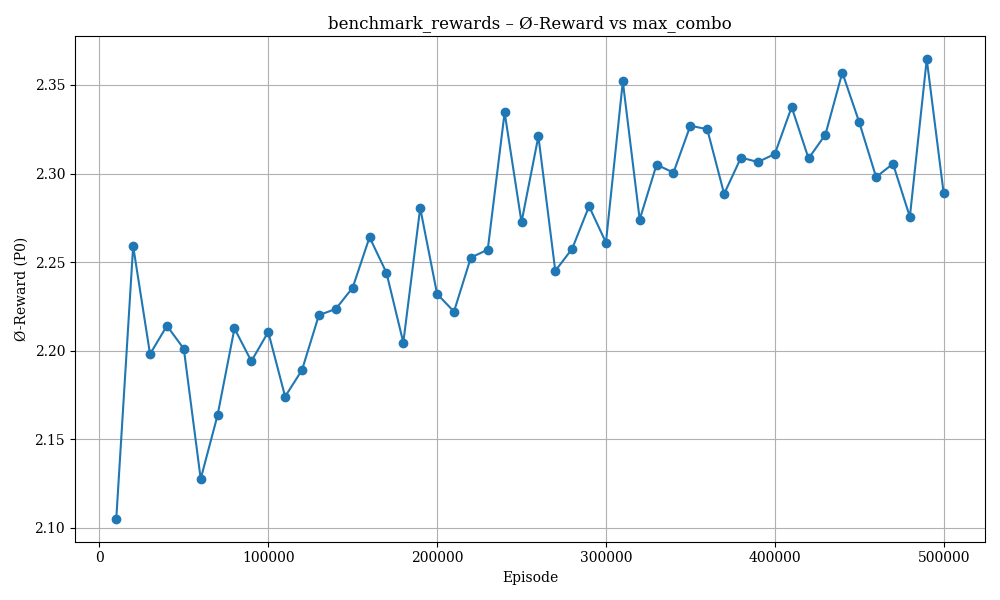 benchmark_rewards – Ø-Reward vs max_combo
Ø-Reward (P0)
2.35
2.30
2.25
2.20
2.15
2.10
0 100000 200000 300000 400000 500000
Episode